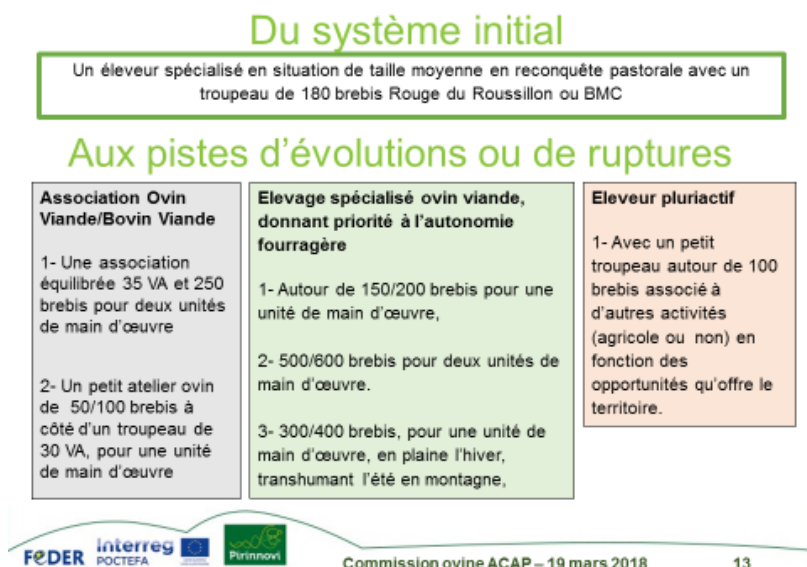 Du système initial
Un éleveur spécialisé en situation de taille moyenne en reconquête pastorale avec un
troupeau de 180 brebis Rouge du Roussillon ou BMC
Aux pistes d'évolutions ou de ruptures
Association Ovin
Viande/Bovin Viande
1- Une association
équilibrée 35 VA et 250
brebis pour deux unités
de main d'œuvre
2- Un petit atelier ovin
de 50/100 brebis à
côté d'un troupeau de
30 VA, pour une unité
de main d'œuvre
Elevage spécialisé ovin viande,
donnant priorité à l'autonomie
fourragère
1- Autour de 150/200 brebis pour une
unité de main d'œuvre,
2- 500/600 brebis pour deux unités de
main d'œuvre.
3- 300/400 brebis, pour une unité de
main d'œuvre, en plaine l'hiver,
transhumant l'été en montagne,
Eleveur pluriactif
1- Avec un petit
troupeau autour de 100
brebis associé à
d'autres activités
(agricole ou non) en
fonction des
opportunités qu'offre le
territoire.
FEDER
Interreg
POCTEFA
Pirinnovi
Commission ovine ACAP – 19 mars 2018
13